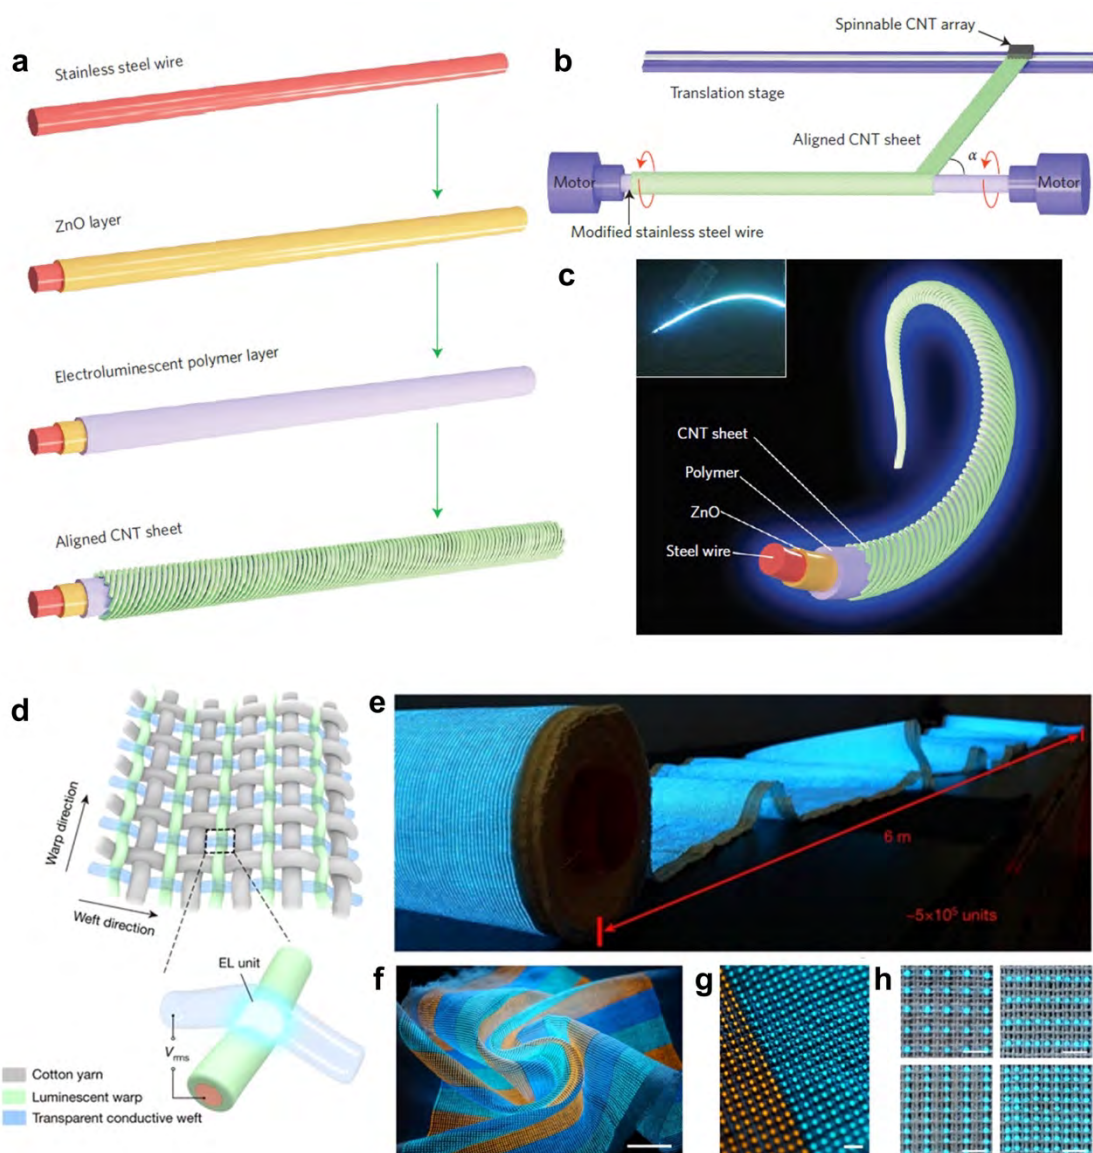 a
Stainless steel wire
ZnO layer
Electroluminescent polymer layer
Aligned CNT sheet
b
Spinnable CNT array
Translation stage
Aligned CNT sheet
α
Motor
Motor
Modified stainless steel wire
c
CNT sheet
Polymer
ZnO
Steel wire
d
Warp direction
Weft direction
EL unit
Vrms
Cotton yarn
Luminescent warp
Transparent conductive weft
e
6 m
~5×10⁵ units
f
g
h